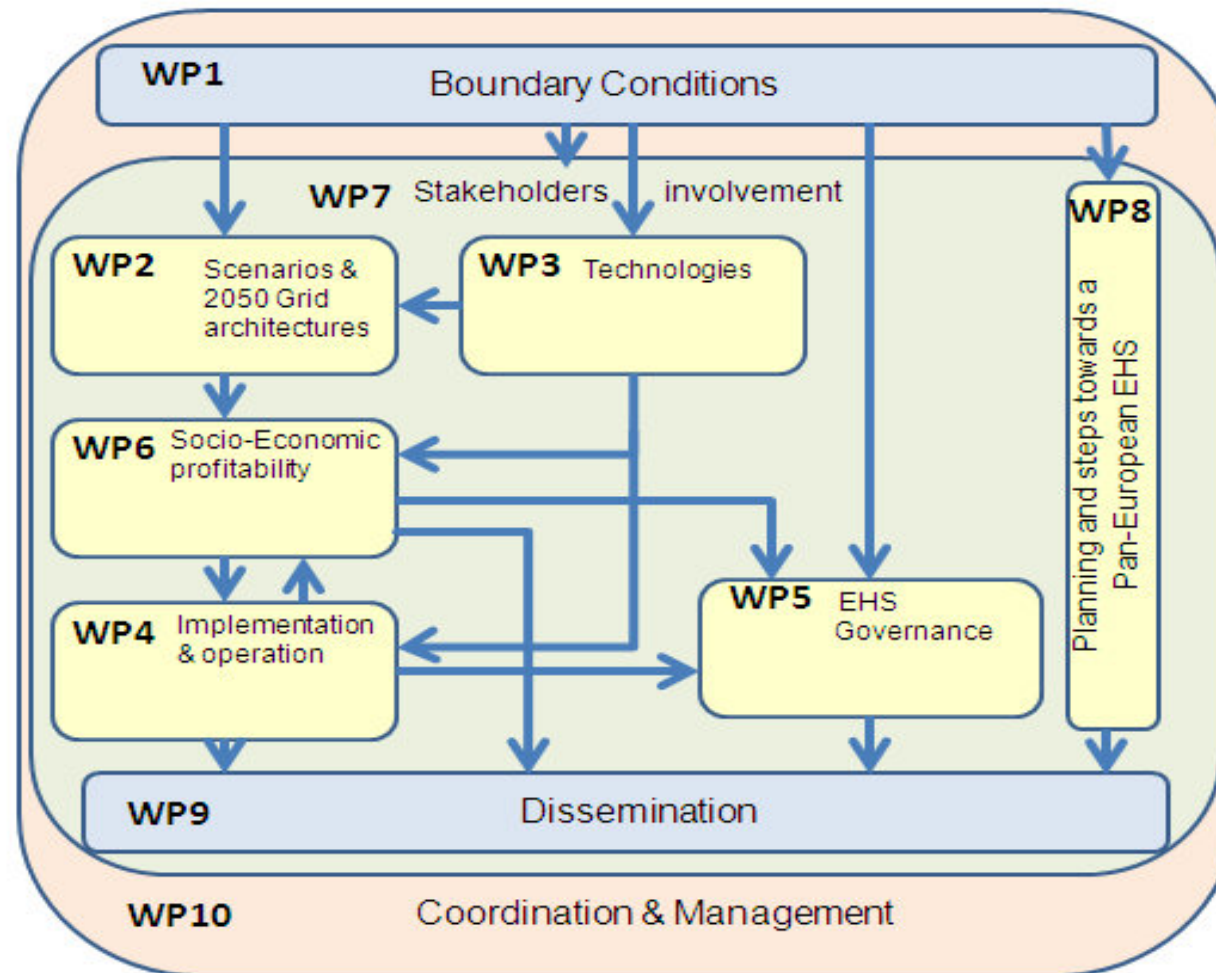 WP1 Boundary Conditions
WP7 Stakeholders involvement
WP2 Scenarios &
2050 Grid
architectures
WP3 Technologies
WP8
Planning and steps towards a
Pan-European EHS
WP6 Socio-Economic
profitability
WP5 EHS
Governance
WP4 Implementation
& operation
WP9 Dissemination
WP10 Coordination & Management